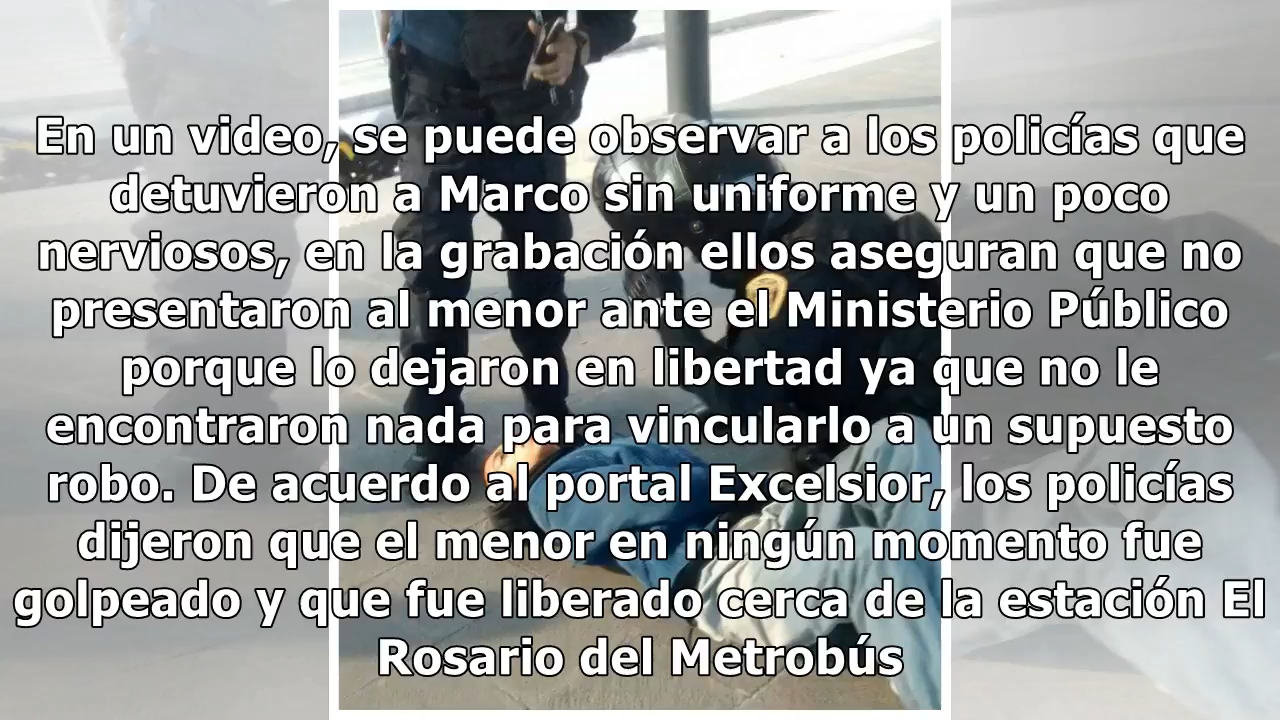 En un video, se puede observar a los policías que
detuvieron a Marco sin uniforme y un poco
nerviosos, en la grabación ellos aseguran que no
presentaron al menor ante el Ministerio Público
porque lo dejaron en libertad ya que no le
encontraron nada para vincularlo a un supuesto
robo. De acuerdo al portal Excelsior, los policías
dijeron que el menor en ningún momento fue
golpeado y que fue liberado cerca de la estación El
Rosario del Metrobús